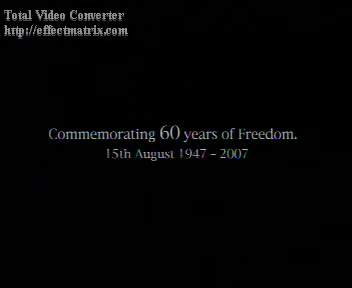 Total Video Converter
http://effectmatrix.com
Commemorating 60 years of Freedom.
15th August 1947 - 2007